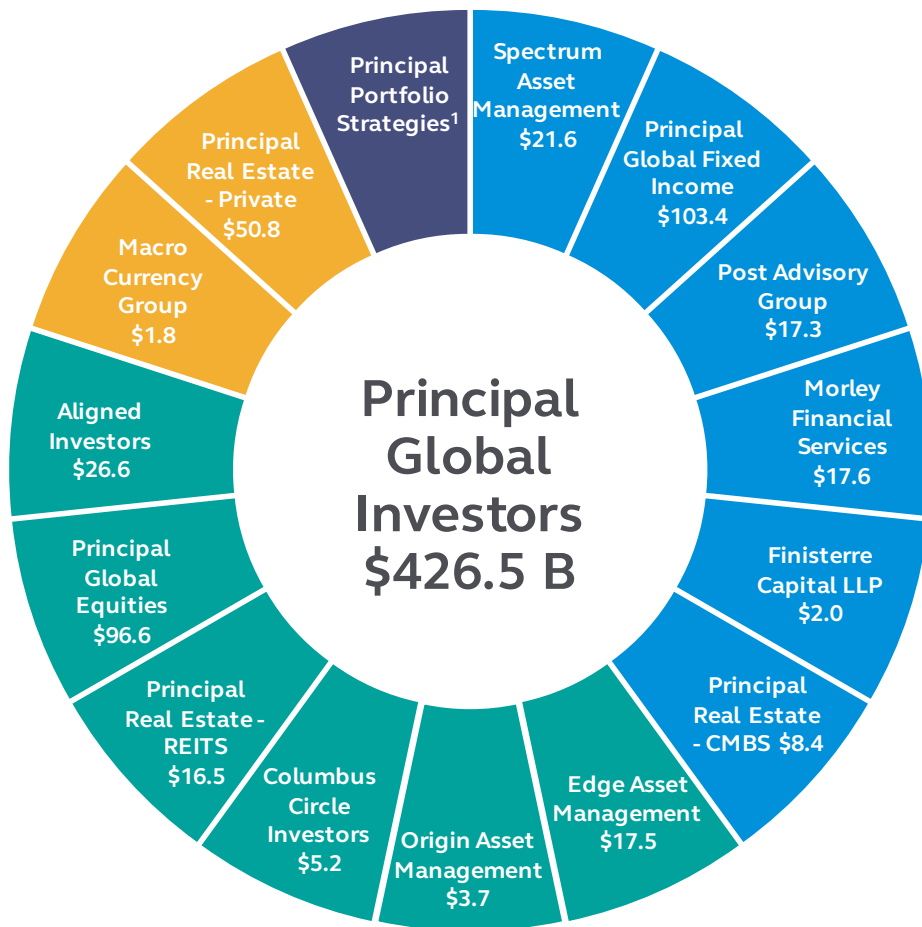 Principal
Global
Investors
$426.5 B
Spectrum
Asset
Management
$21.6
Principal
Global Fixed
Income
$103.4
Post Advisory
Group
$17.3
Morley
Financial
Services
$17.6
Finisterre
Capital LLP
$2.0
Principal
Real Estate
- CMBS $8.4
Edge Asset
Management
$17.5
Origin Asset
Management
$3.7
Columbus
Circle
Investors
$5.2
Principal
Real Estate -
REITS
$16.5
Principal
Global
Equities
$96.6
Aligned
Investors
$26.6
Macro
Currency
Group
$1.8
Principal
Real Estate
- Private
$50.8
Principal
Portfolio
Strategies¹